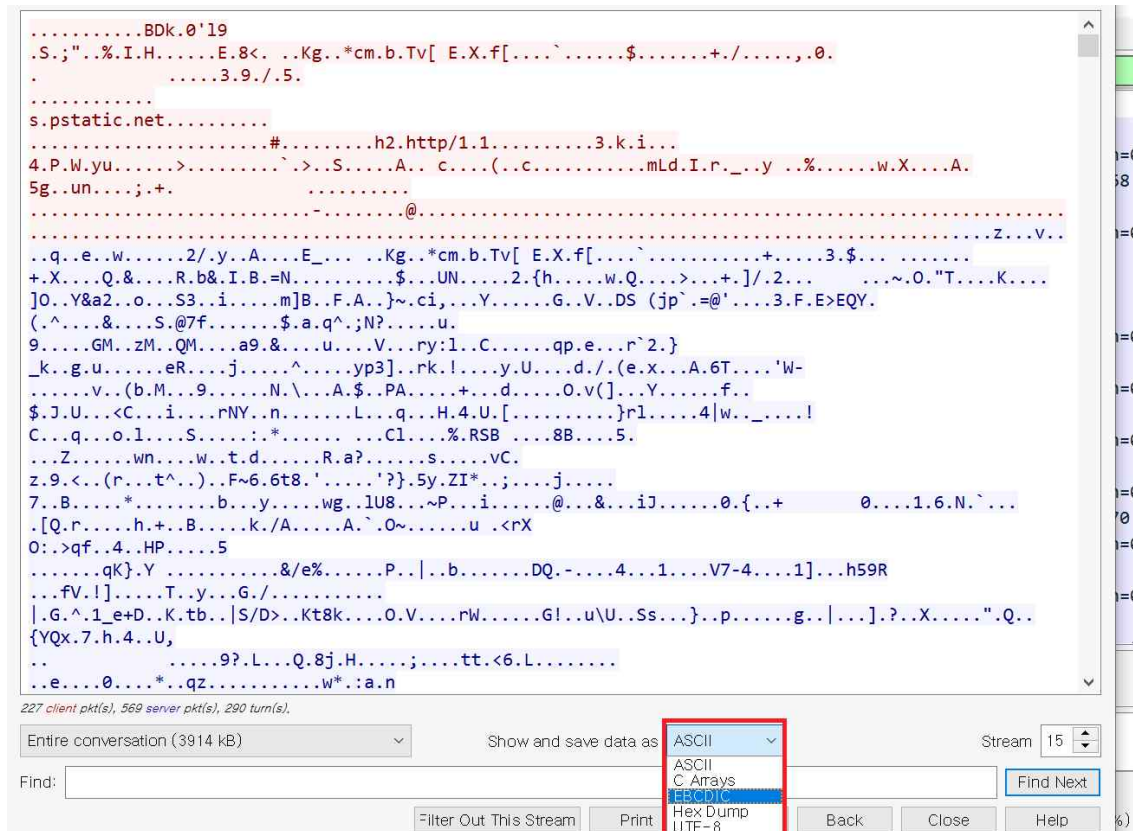 ...........BDk.0'l9
.S.;"..%.I.H......E.8<. ..Kg..*cm.b.Tv[ E.X.f[....`......$.......+./.....,.0.
. .....3.9./.5.
............
s.pstatic.net..........
........................#.........h2.http/1.1..........3.k.i...
4.P.W.yu......>.........`.>..S.....A.. c....(..c...........mLd.I.r._..y ..%......w.X....A.
5g..un....;.+. ..........
............................-........@..................................................................
.....................................................................................................z...v..
..q..e..w......2/.y..A....E_... ..Kg..*cm.b.Tv[ E.X.f[....`...........+.....3.$... .......
+.X....Q.&....R.b&.I.B.=N..........$...UN.....2.{h.....w.Q....>...+.]/.2... ...~.O."T....K....
]O..Y&a2..o...S3..i.....m]B..F.A..}~.ci,...Y......G..V..DS (jp`.=@'....3.F.E>EQY.
(.^....&....S.@7f.......$.a.q^.;N?.....u.
9.....GM..zM..QM....a9.&....u....V...ry:l..C......qp.e...r`2.}
_k..g.u......eR....j.....^.....yp3]..rk.!....y.U....d./.(e.x...A.6T....'W-
......v..(b.M...9......N.\...A.$..PA.....+...d.....O.v(]...Y......f..
$.J.U...<C...i....rNY..n.......L...q...H.4.U.[..........}rl.....4|w.._....!
C...q...o.l....S.....:.*...... ...Cl....%.RSB ....8B....5.
...Z......wn....w..t.d......R.a?......s.....vC.
z.9.<..(r...t^..)..F~6.6t8.'.....'?}.5y.ZI*..;....j.....
7..B.....*........b...y.....wg..lU8...~P...i......@...&...iJ......0.{..+ 0....1.6.N.`...
.[Q.r.....h.+..B.....k./A.....A.`.O~......u .<rX
O:.>qf..4..HP.....5
.......qK}.Y ...........&/e%......P..|..b.......DQ.-....4...1....V7-4....1]...h59R
...fV.!].....T..y...G./...........
|.G.^.1_e+D..K.tb..|S/D>..Kt8k....O.V....rW......G!..u\U..Ss...}..p......g..|...].?..X.....".Q..
{YQx.7.h.4..U,
.. .....9?.L...Q.8j.H.....;....tt.<6.L........
..e....0....*..qz...........w*.:a.n
227 client pkt(s), 569 server pkt(s), 290 turn(s).
Entire conversation (3914 kB) Show and save data as ASCII Stream 15
ASCII
C Arrays
EBCDIC
Hex Dump
UTF-8
Find: Find Next
Filter Out This Stream Print Back Close Help